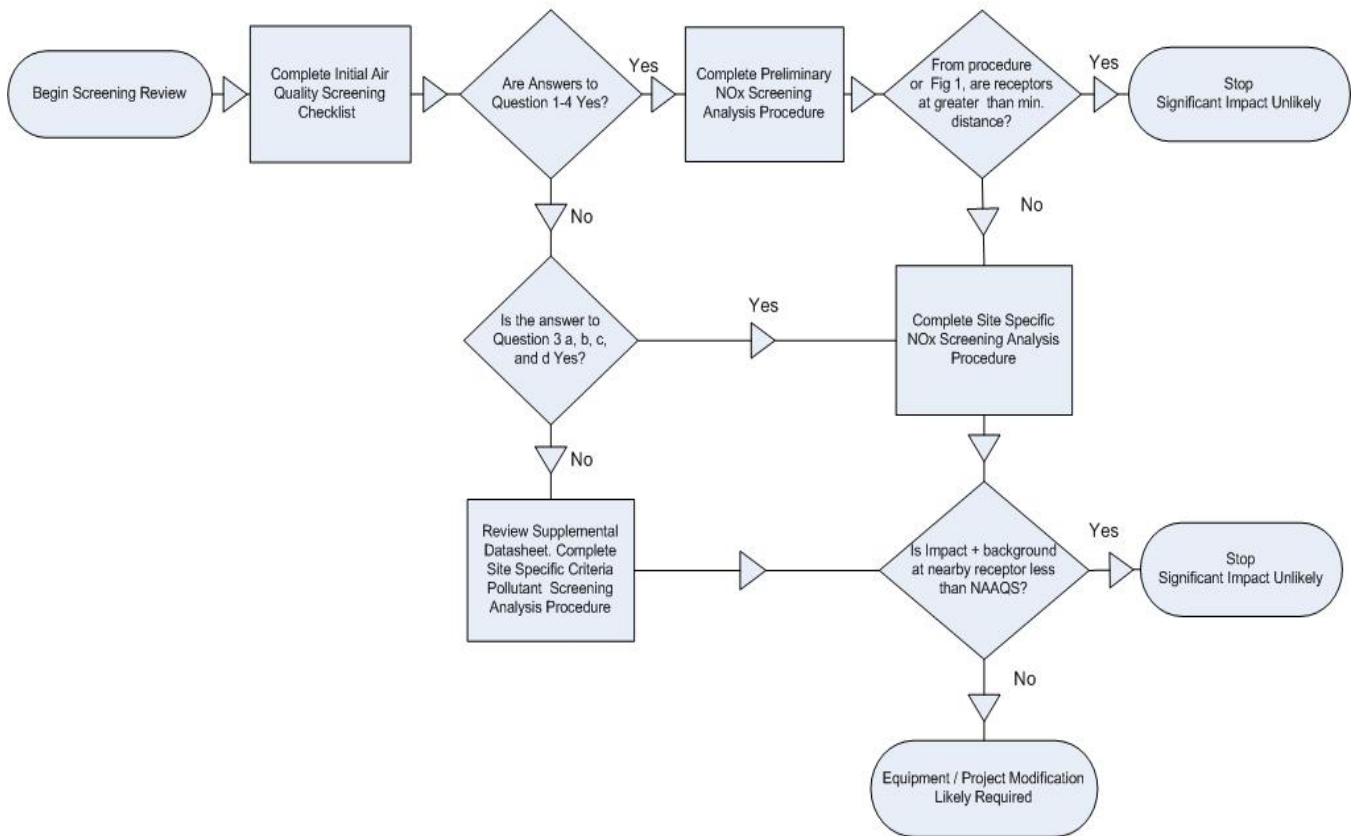 Begin Screening Review
Complete Initial Air
Quality Screening
Checklist
Are Answers to
Question 1-4 Yes?
Yes
Complete Preliminary
NOx Screening
Analysis Procedure
From procedure
or Fig 1, are receptors
at greater than min.
distance?
Yes
Stop
Significant Impact Unlikely
No
No
Is the answer to
Question 3 a, b, c,
and d Yes?
Yes
Complete Site Specific
NOx Screening Analysis
Procedure
No
Review Supplemental
Datasheet. Complete
Site Specific Criteria
Pollutant Screening
Analysis Procedure
Is Impact + background
at nearby receptor less
than NAAQS?
Yes
Stop
Significant Impact Unlikely
No
Equipment / Project Modification
Likely Required